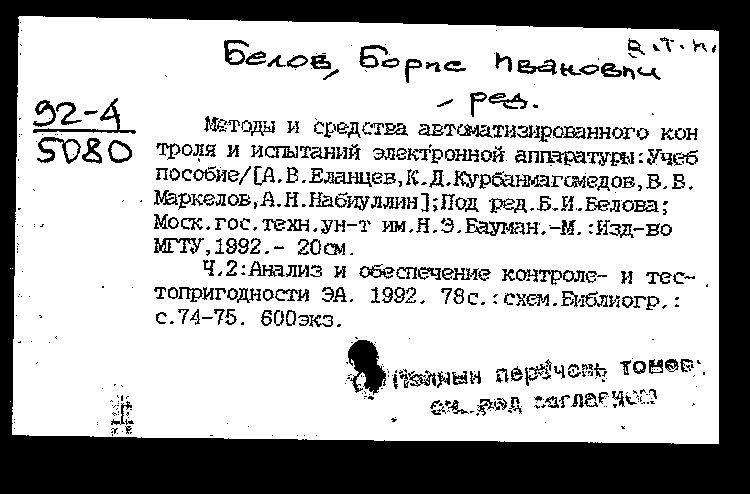 В.Т.И.
Белов, Борис Иванович
- ред.
92-4
5080
Методы и средства автоматизированного кон
троля и испытаний электронной аппаратуры:Учеб
пособие/[А.В.Еланцев,К.Д.Курбанмагомедов,В.В.
Маркелов,А.Н.Набиуллин];Под ред.Б.И.Белова;
Моск.гос.техн.ун-т им.Н.Э.Бауман.-М.:Изд-во
МГТУ,1992.- 20см.
Ч.2:Анализ и обеспечение контроле- и тес-
топригодности ЭА. 1992. 78с.:схем.Библиогр.:
с.74-75. 600экз.
Полный перечень томов
см. под заглавием